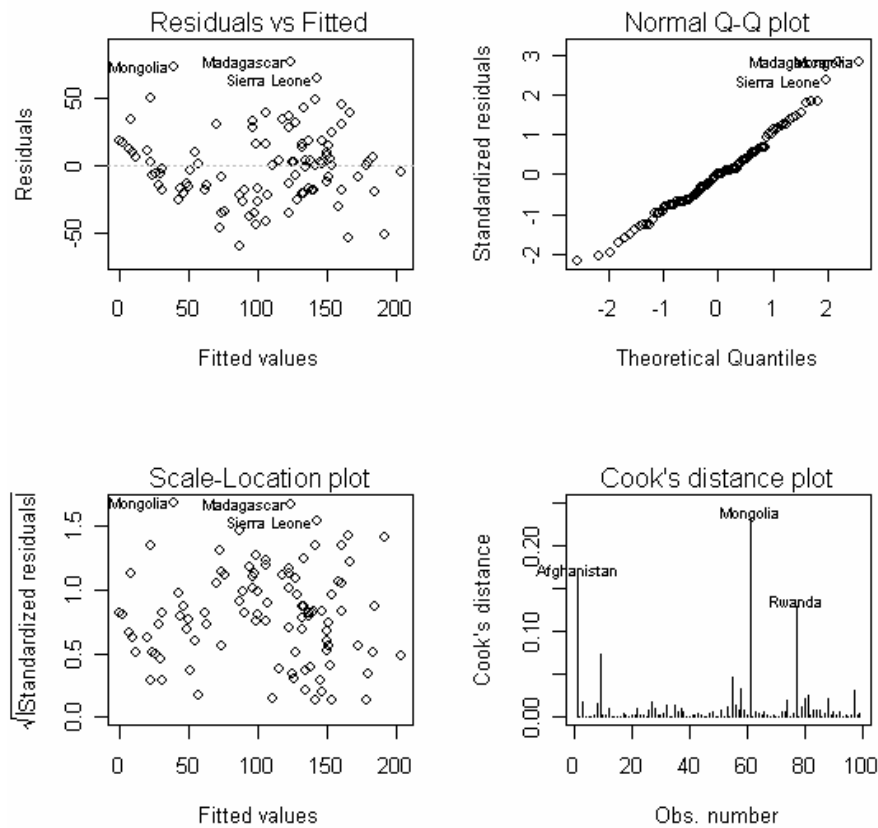 Residuals vs Fitted
Mongolia
Madagascar
Sierra Leone
50
0
-50
Residuals
0 50 100 150 200
Fitted values
Normal Q-Q plot
Madagascar
Mongolia
Sierra Leone
3
2
1
0
-1
-2
Standardized residuals
-2 -1 0 1 2
Theoretical Quantiles
Scale-Location plot
Mongolia
Madagascar
Sierra Leone
1.5
1.0
0.5
0.0
√|Standardized residuals|
0 50 100 150 200
Fitted values
Cook's distance plot
Mongolia
Afghanistan
Rwanda
0.20
0.10
0.00
Cook's distance
0 20 40 60 80 100
Obs. number